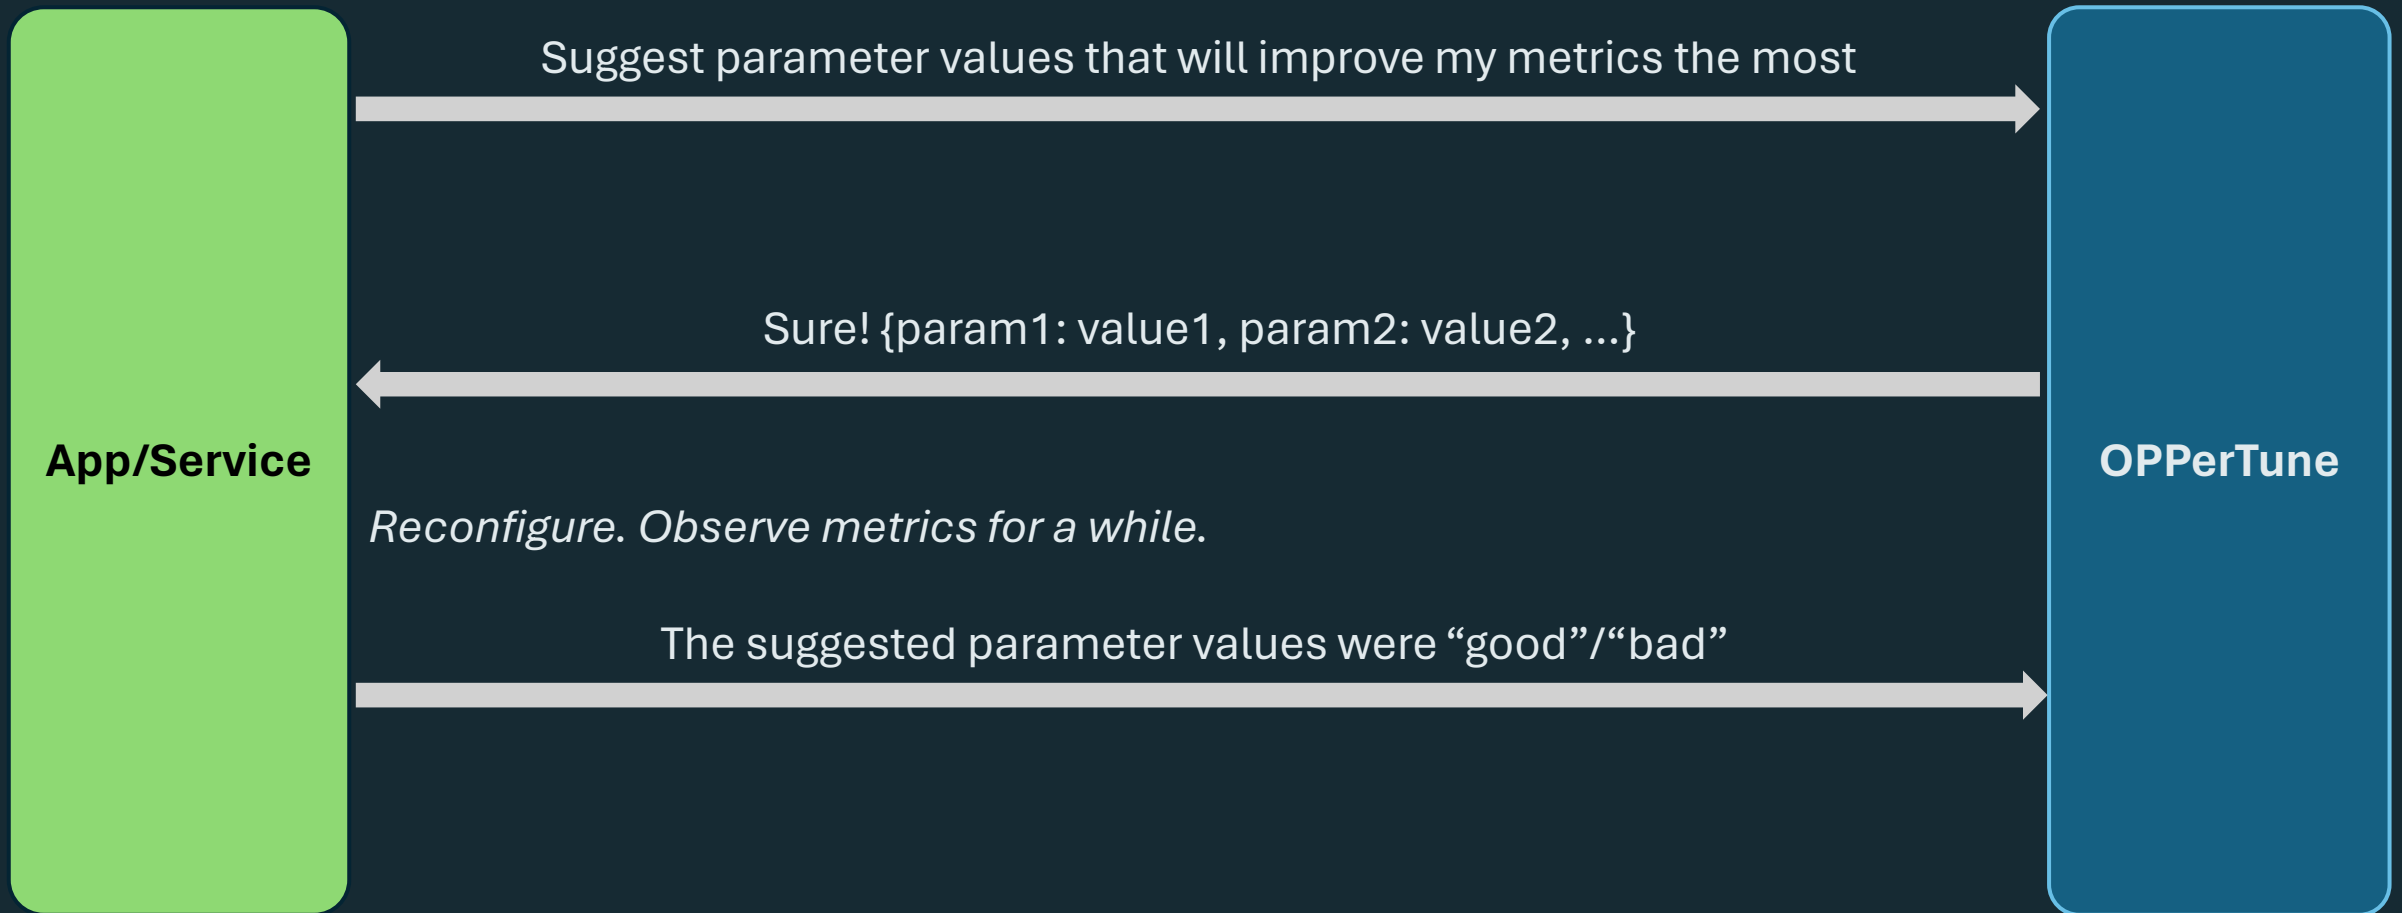 Suggest parameter values that will improve my metrics the most
Sure! {param1: value1, param2: value2, ...}
App/Service
OPPerTune
Reconfigure. Observe metrics for a while.
The suggested parameter values were “good”/“bad”